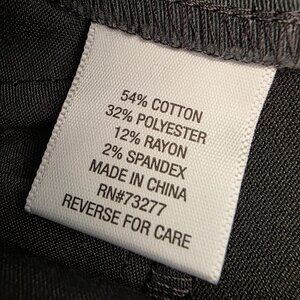 54% COTTON
32% POLYESTER
12% RAYON
2% SPANDEX
MADE IN CHINA
RN#73277
REVERSE FOR CARE